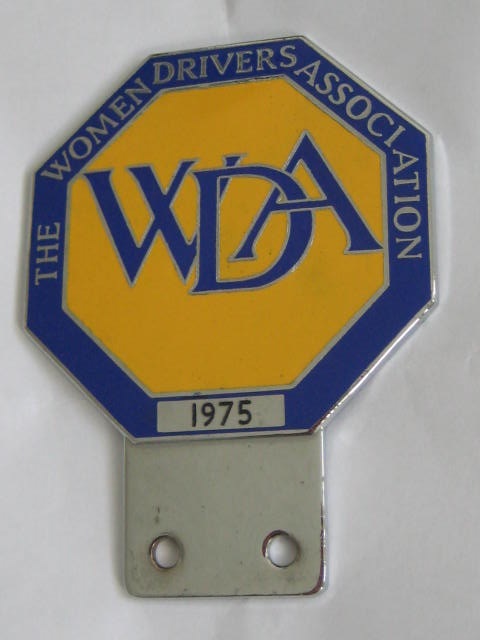 THE WOMEN DRIVERS ASSOCIATION
WDA
1975